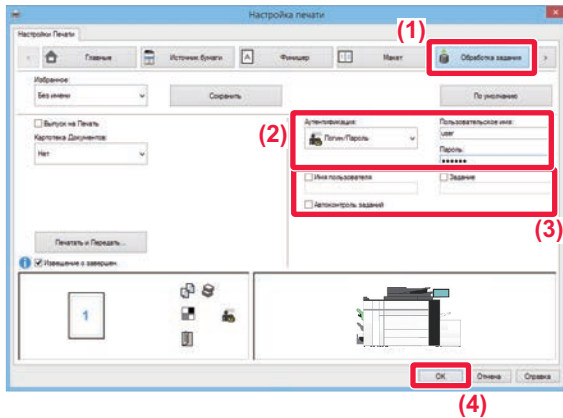 Настройка печати
(1)
Настройки Печати
Главные
Источник бумаги
Финишер
Макет
Обработка задания
Избранное:
Без имени
Сохранить
По умолчанию
Выпуск на Печать
Картотека Документов:
Нет
(2)
Аутентификация:
Логин/Пароль
Пользовательское имя:
user
Пароль:
••••••
Имя пользователя
Задание
Автоконтроль заданий
(3)
Печатать и Передать...
Извещение о завершен.
1
OK
Отмена
Справка
(4)